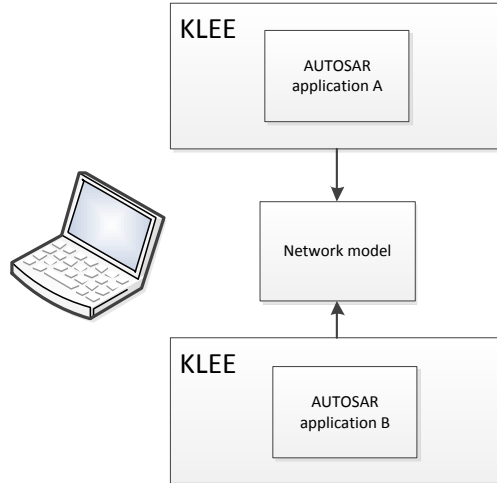 KLEE
AUTOSAR
application A
Network model
KLEE
AUTOSAR
application B